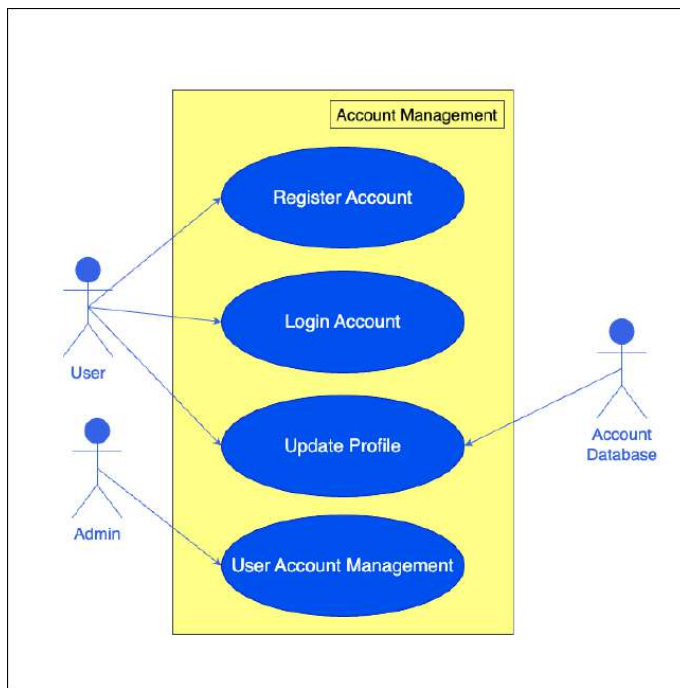 Account Management
Register Account
Login Account
User
Update Profile
Account
Database
Admin
User Account Management